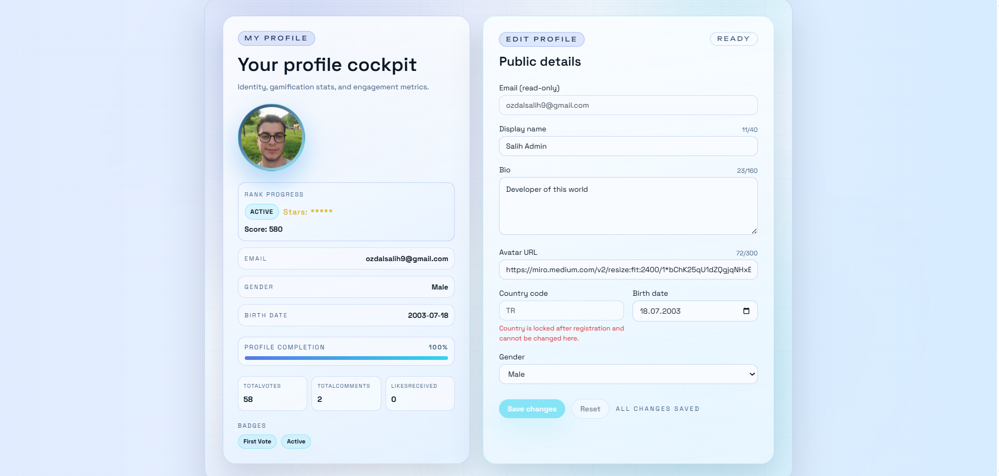 MY PROFILE
Your profile cockpit
Identity, gamification stats, and engagement metrics.
RANK PROGRESS
ACTIVE Stars: *****
Score: 580
EMAIL ozdalsalih9@gmail.com
GENDER Male
BIRTH DATE 2003-07-18
PROFILE COMPLETION 100%
TOTALVOTES TOTALCOMMENTS LIKESRECEIVED
58 2 0
BADGES
First Vote Active
EDIT PROFILE READY
Public details
Email (read-only)
ozdalsalih9@gmail.com
Display name 11/40
Salih Admin
Bio 23/160
Developer of this world
Avatar URL 72/300
https://miro.medium.com/v2/resize:fit:2400/1*bChK25qU1dZQgjqNHxE
Country code Birth date
TR 18.07.2003
Country is locked after registration and
cannot be changed here.
Gender
Male
Save changes Reset ALL CHANGES SAVED